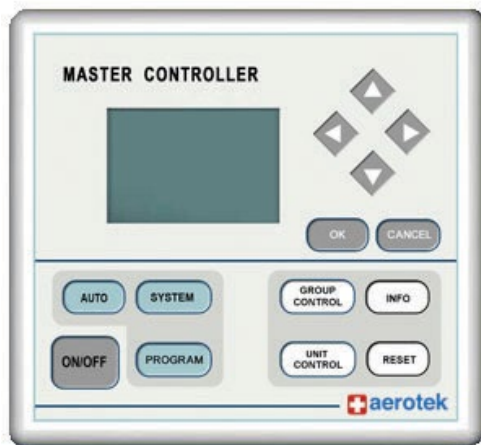 MASTER CONTROLLER
OK CANCEL
AUTO SYSTEM
GROUP CONTROL INFO
ON/OFF PROGRAM
UNIT CONTROL RESET
aerotek